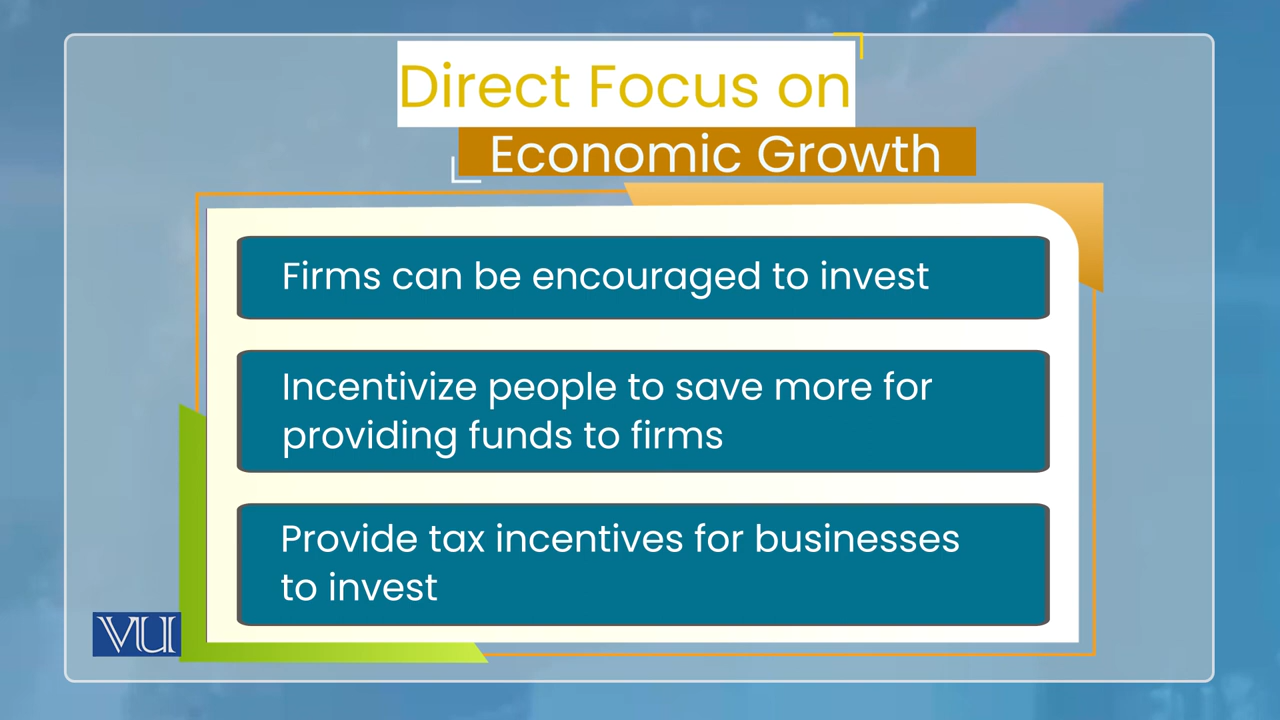 Direct Focus on
Economic Growth
Firms can be encouraged to invest
Incentivize people to save more for
providing funds to firms
Provide tax incentives for businesses
to invest
VU